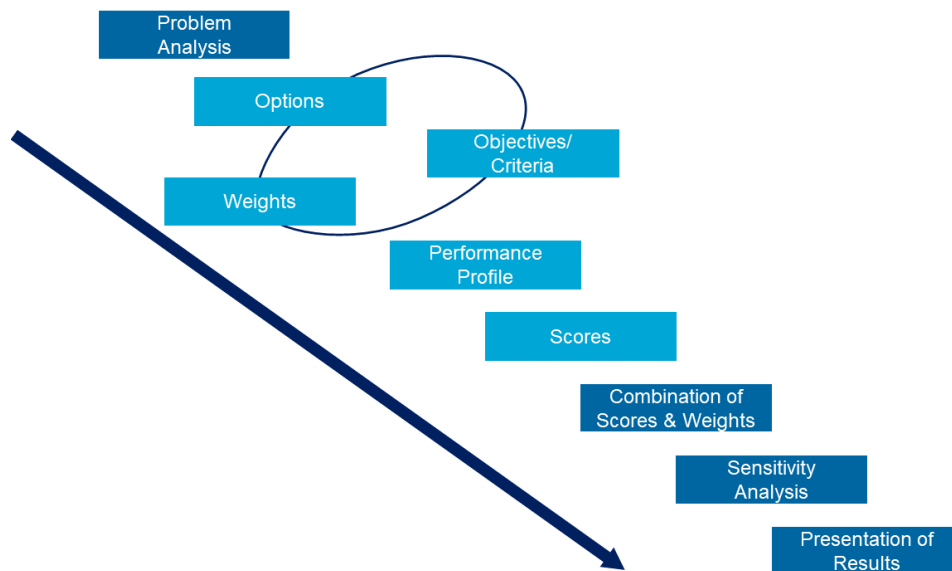 Problem
Analysis
Options
Objectives/
Criteria
Weights
Performance
Profile
Scores
Combination of
Scores & Weights
Sensitivity
Analysis
Presentation of
Results